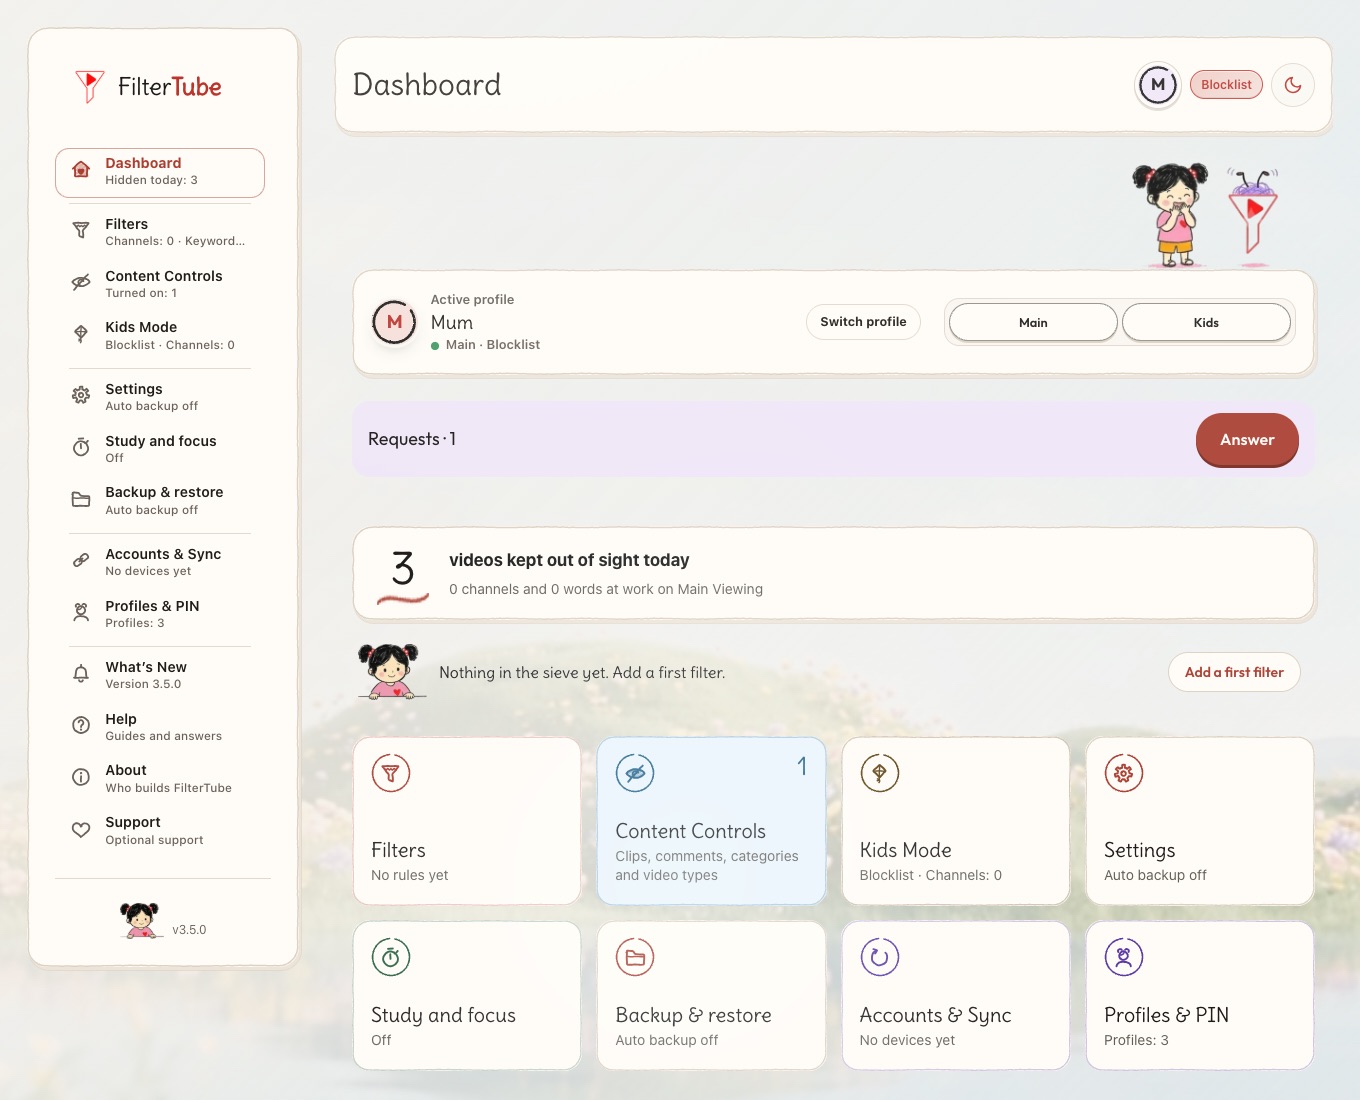 FilterTube
Dashboard
Hidden today: 3
Filters
Channels: 0 · Keyword...
Content Controls
Turned on: 1
Kids Mode
Blocklist · Channels: 0
Settings
Auto backup off
Study and focus
Off
Backup & restore
Auto backup off
Accounts & Sync
No devices yet
Profiles & PIN
Profiles: 3
What's New
Version 3.5.0
Help
Guides and answers
About
Who builds FilterTube
Support
Optional support
v3.5.0
Dashboard
M
Blocklist
M
Active profile
Mum
Main · Blocklist
Switch profile
Main
Kids
Requests · 1
Answer
3
videos kept out of sight today
0 channels and 0 words at work on Main Viewing
Nothing in the sieve yet. Add a first filter.
Add a first filter
Filters
No rules yet
1
Content Controls
Clips, comments, categories
and video types
Kids Mode
Blocklist · Channels: 0
Settings
Auto backup off
Study and focus
Off
Backup & restore
Auto backup off
Accounts & Sync
No devices yet
Profiles & PIN
Profiles: 3